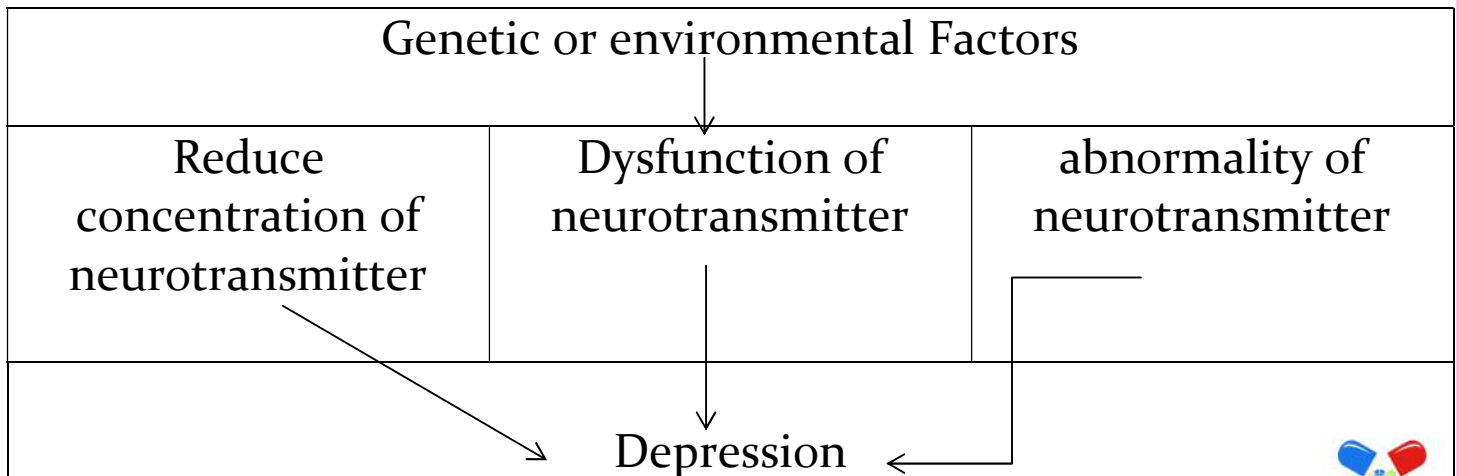 Genetic or environmental Factors
Reduce
concentration of
neurotransmitter
Dysfunction of
neurotransmitter
abnormality of
neurotransmitter
Depression